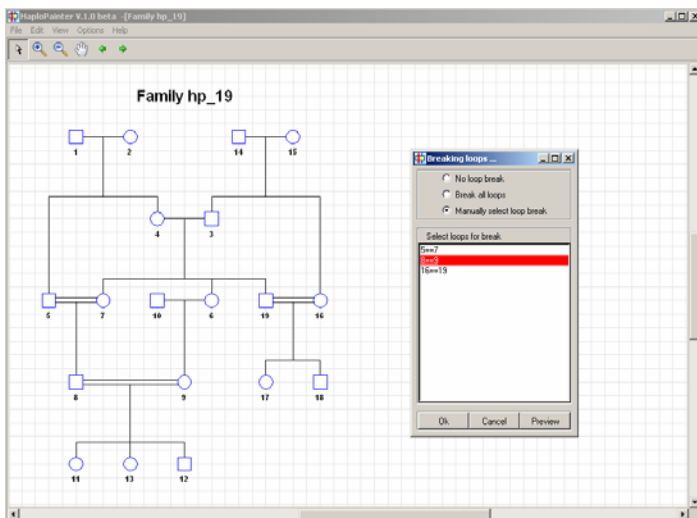 HaploPainter V.1.0 beta -[Family hp_19]
File Edit View Options Help
Family hp_19
1 2 14 15
4 3
5 7 10 6 19 16
8 9 17 18
11 13 12
Breaking loops ...
No loop break
Break all loops
Manually select loop break
Select loops for break
5==7
8==9
16==19
Ok Cancel Preview